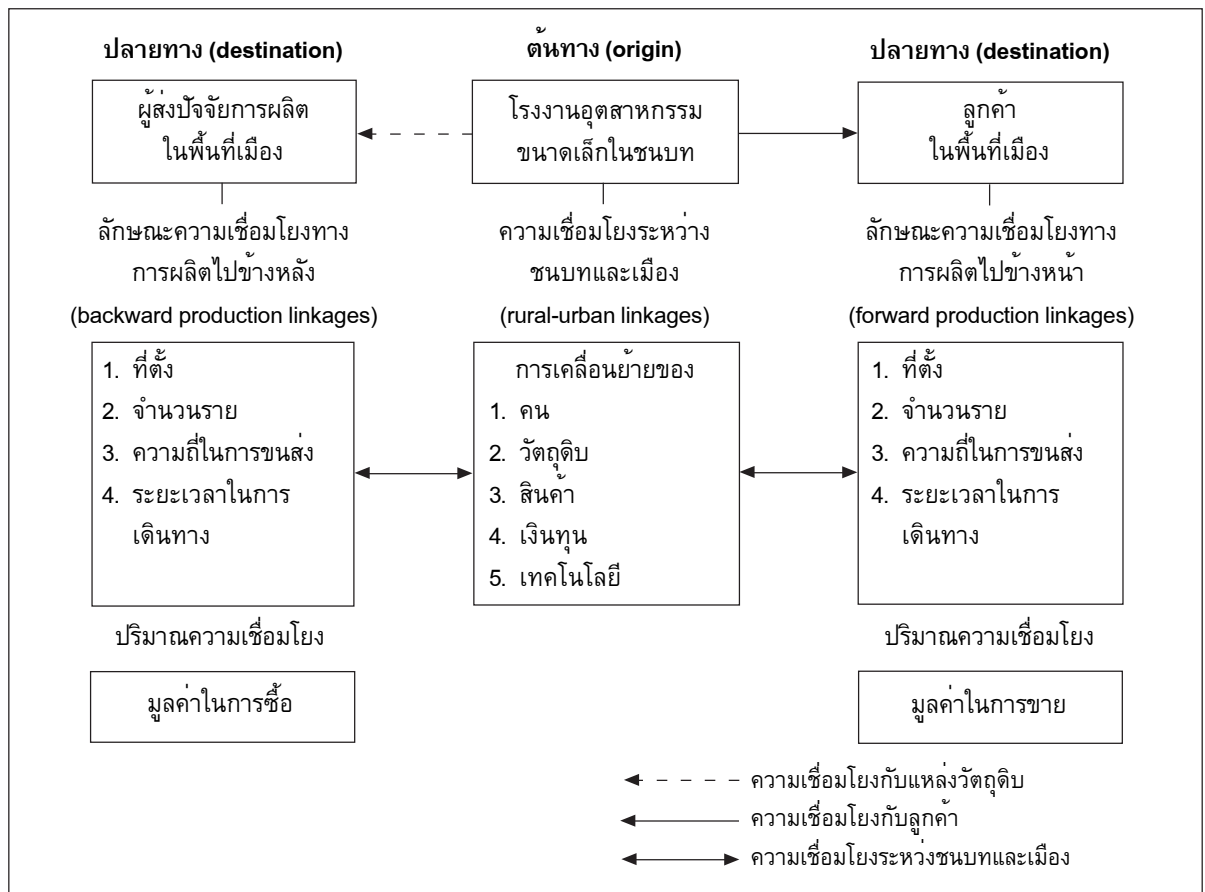 ปลายทาง (destination)
ต้นทาง (origin)
ปลายทาง (destination)
ผู้ส่งปัจจัยการผลิต
ในพื้นที่เมือง
โรงงานอุตสาหกรรม
ขนาดเล็กในชนบท
ลูกค้า
ในพื้นที่เมือง
ลักษณะความเชื่อมโยงทาง
การผลิตไปข้างหลัง
(backward production linkages)
ความเชื่อมโยงระหว่าง
ชนบทและเมือง
(rural-urban linkages)
ลักษณะความเชื่อมโยงทาง
การผลิตไปข้างหน้า
(forward production linkages)
1. ที่ตั้ง
2. จำนวนราย
3. ความถี่ในการขนส่ง
4. ระยะเวลาในการ
เดินทาง
การเคลื่อนย้ายของ
1. คน
2. วัตถุดิบ
3. สินค้า
4. เงินทุน
5. เทคโนโลยี
1. ที่ตั้ง
2. จำนวนราย
3. ความถี่ในการขนส่ง
4. ระยะเวลาในการ
เดินทาง
ปริมาณความเชื่อมโยง
มูลค่าในการซื้อ
ปริมาณความเชื่อมโยง
มูลค่าในการขาย
ความเชื่อมโยงกับแหล่งวัตถุดิบ
ความเชื่อมโยงกับลูกค้า
ความเชื่อมโยงระหว่งชนบทและเมือง